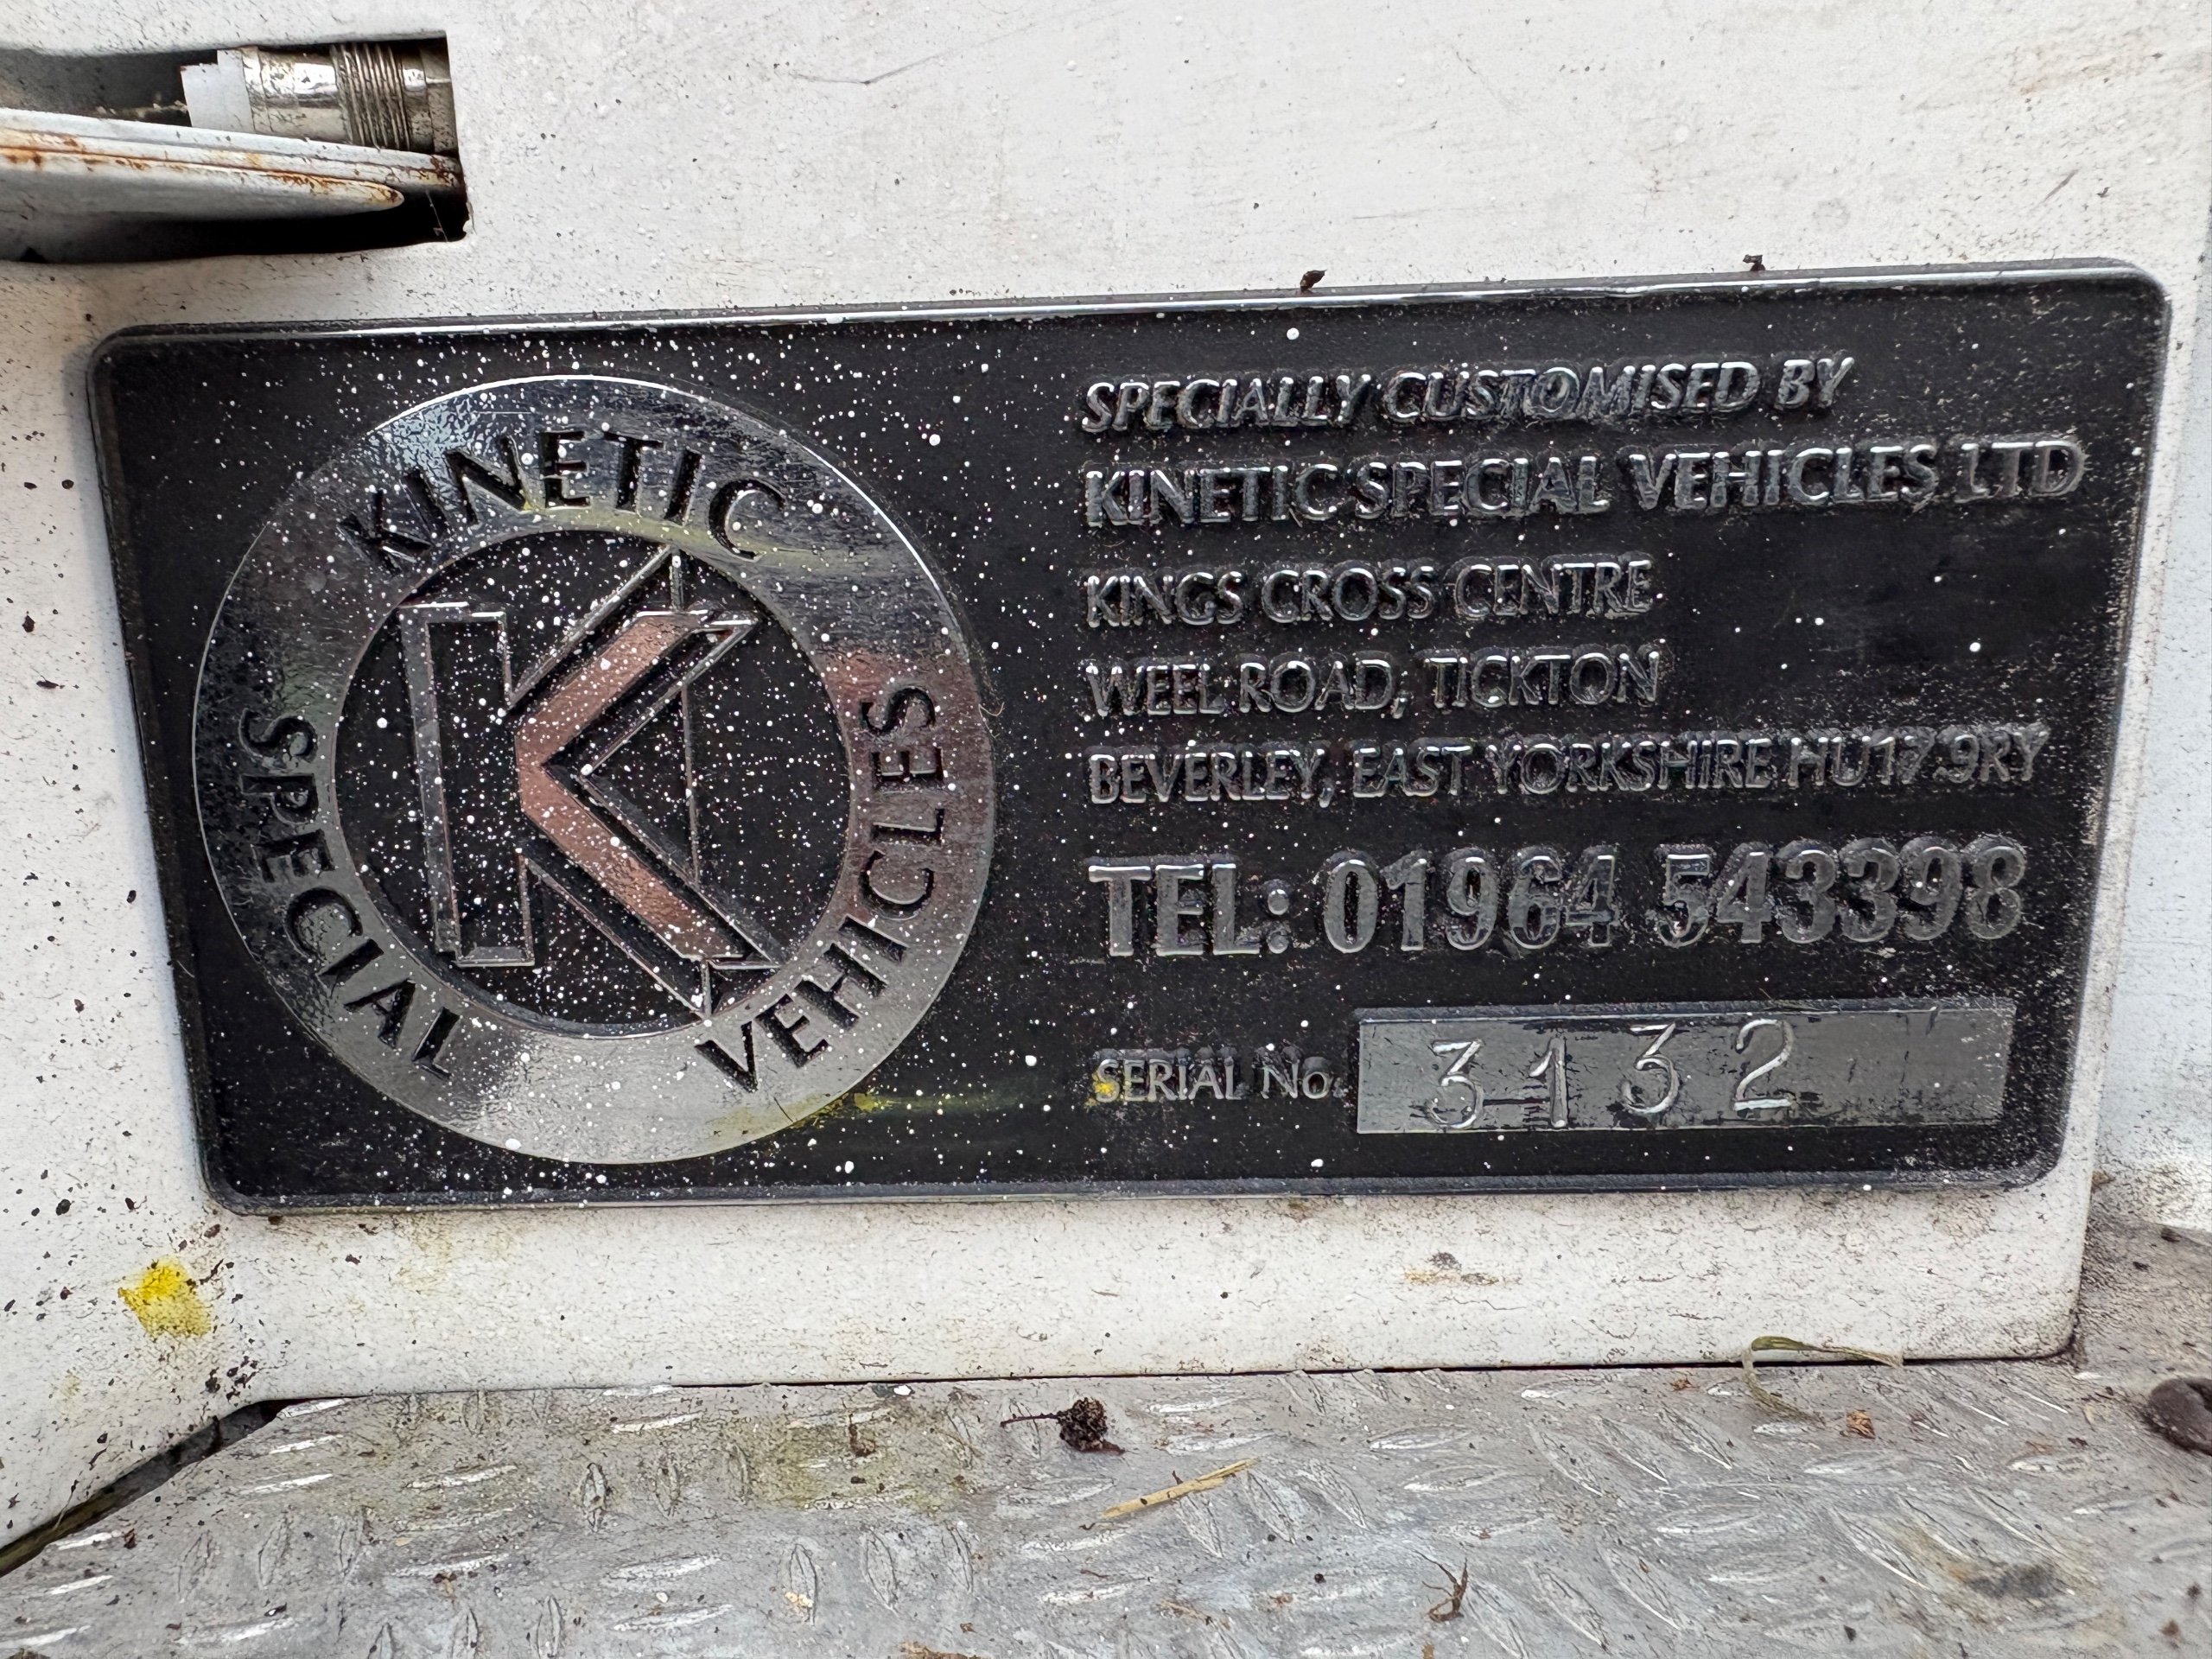 KINETIC
SPECIAL
VEHICLES
K
SPECIALLY CUSTOMISED BY
KINETIC SPECIAL VEHICLES LTD
KINGS CROSS CENTRE
WEEL ROAD, TICKTON
BEVERLEY, EAST YORKSHIRE HU17 9RY
TEL: 01964 543398
SERIAL No. 3132